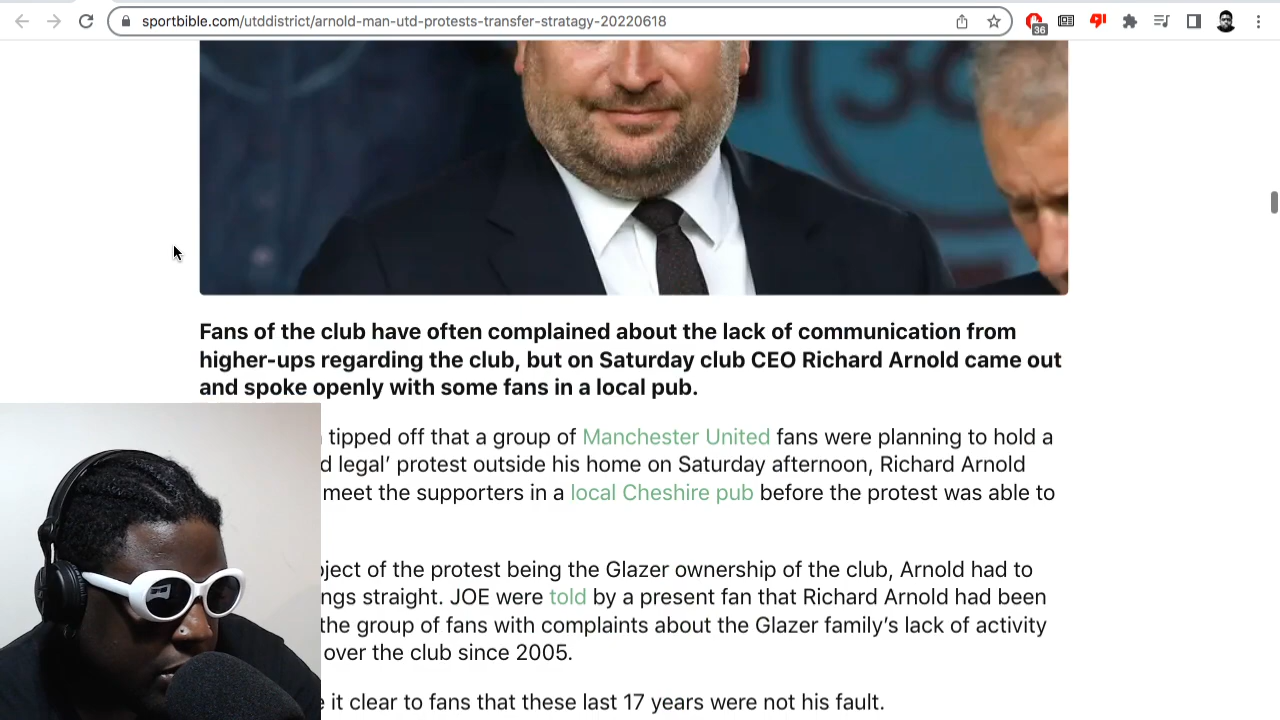 sportbible.com/utddistrict/arnold-man-utd-protests-transfer-stratagy-20220618
36
Fans of the club have often complained about the lack of communication from
higher-ups regarding the club, but on Saturday club CEO Richard Arnold came out
and spoke openly with some fans in a local pub.
tipped off that a group of Manchester United fans were planning to hold a
d legal’ protest outside his home on Saturday afternoon, Richard Arnold
meet the supporters in a local Cheshire pub before the protest was able to
bject of the protest being the Glazer ownership of the club, Arnold had to
ngs straight. JOE were told by a present fan that Richard Arnold had been
the group of fans with complaints about the Glazer family’s lack of activity
over the club since 2005.
it clear to fans that these last 17 years were not his fault.